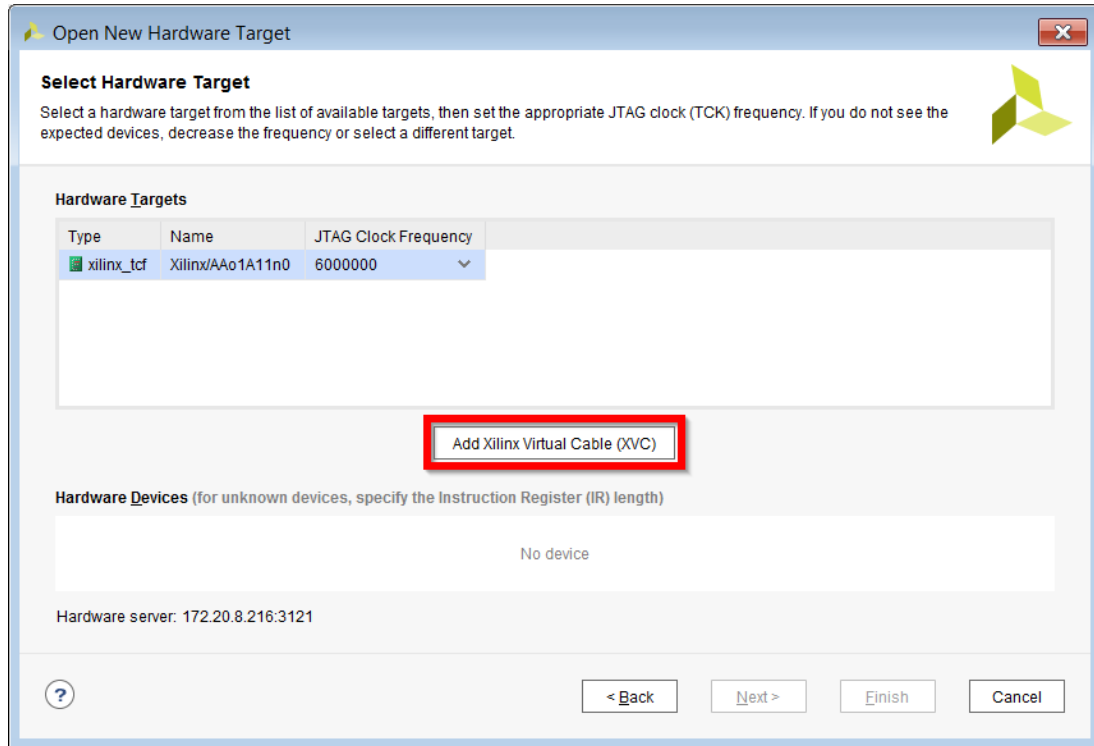 Open New Hardware Target
Select Hardware Target
Select a hardware target from the list of available targets, then set the appropriate JTAG clock (TCK) frequency. If you do not see the
expected devices, decrease the frequency or select a different target.
Hardware Targets
Type Name JTAG Clock Frequency
xilinx_tcf Xilinx/AAo1A11n0 6000000
Add Xilinx Virtual Cable (XVC)
Hardware Devices (for unknown devices, specify the Instruction Register (IR) length)
No device
Hardware server: 172.20.8.216:3121
? < Back Next > Finish Cancel